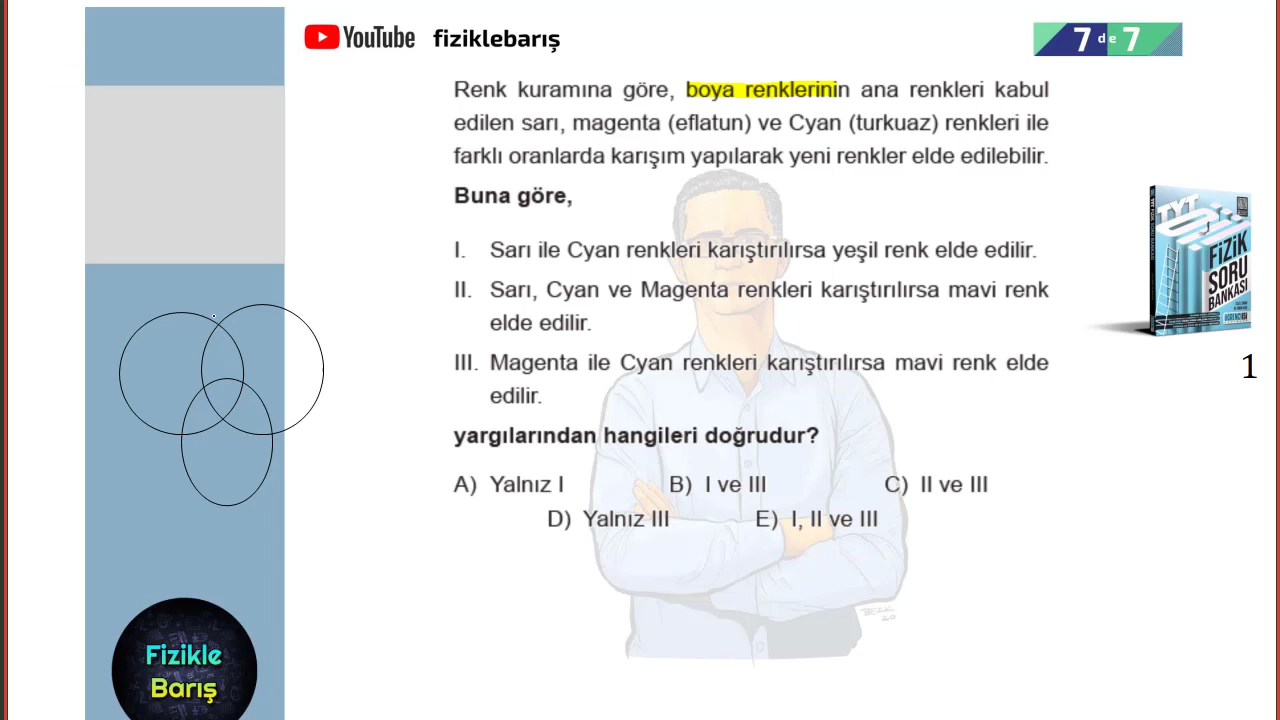 YouTube fiziklebarış
7 de 7
Renk kuramına göre, boya renklerinin ana renkleri kabul
edilen sarı, magenta (eflatun) ve Cyan (turkuaz) renkleri ile
farklı oranlarda karışım yapılarak yeni renkler elde edilebilir.
Buna göre,
I. Sarı ile Cyan renkleri karıştırılırsa yeşil renk elde edilir.
II. Sarı, Cyan ve Magenta renkleri karıştırılırsa mavi renk
elde edilir.
III. Magenta ile Cyan renkleri karıştırılırsa mavi renk elde
edilir.
yargılarından hangileri doğrudur?
A) Yalnız I B) I ve III C) II ve III
D) Yalnız III E) I, II ve III
TYT
FİZİK
SORU
BANKASI
1
Fizikle
Barış